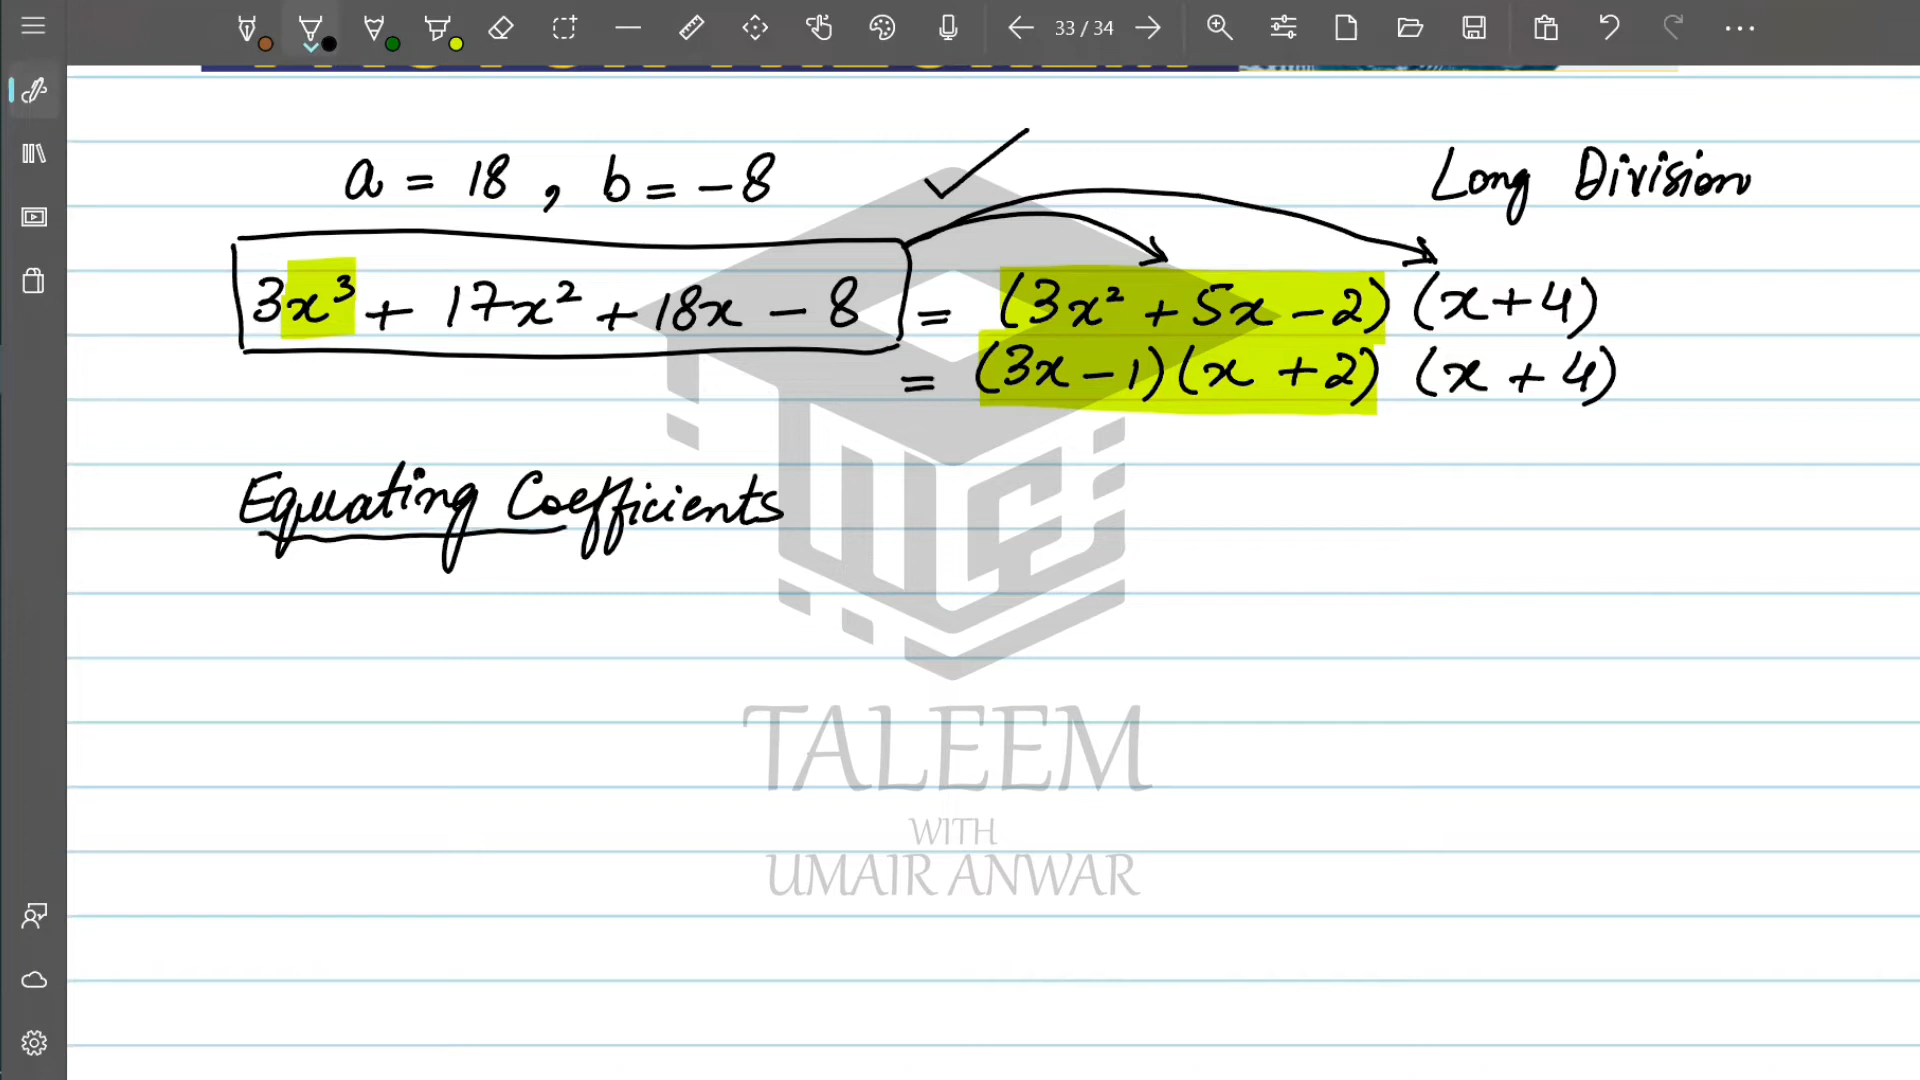 33 / 34
a = 18 , b = -8
Long Division
3x³ + 17x² + 18x - 8 = (3x² + 5x - 2) (x + 4)
= (3x - 1) (x + 2) (x + 4)
Equating Coefficients
TALEEM
WITH
UMAIR ANWAR